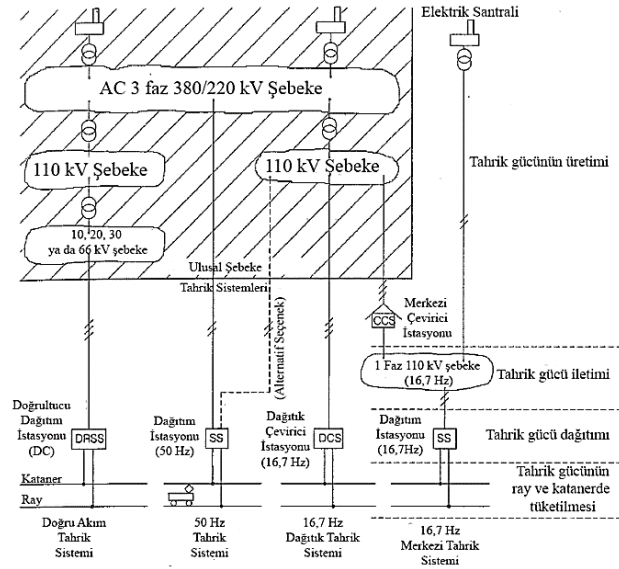 Elektrik Santrali
AC 3 faz 380/220 kV Şebeke
110 kV Şebeke
110 kV Şebeke
Tahrik gücünün üretimi
10, 20, 30
ya da 66 kV şebeke
Ulusal Şebeke
Tahrik Sistemleri
(Alternatif Seçenek)
CCS
Merkezi
Çevirici
İstasyonu
1 Faz 110 kV şebeke
(16,7 Hz)
Tahrik gücü iletimi
Doğrultucu
Dağıtım
İstasyonu
(DC)
DRSS
Dağıtım
İstasyonu
(50 Hz)
SS
Dağıtık
Çevirici
İstasyonu
(16,7 Hz)
DCS
Dağıtım
İstasyonu
(16,7Hz)
SS
Tahrik gücü dağıtımı
Kataner
Ray
Tahrik gücünün
ray ve katanerde
tüketilmesi
Doğru Akım
Tahrik
Sistemi
50 Hz
Tahrik
Sistemi
16,7 Hz
Dağıtık Tahrik
Sistemi
16,7 Hz
Merkezi Tahrik
Sistemi